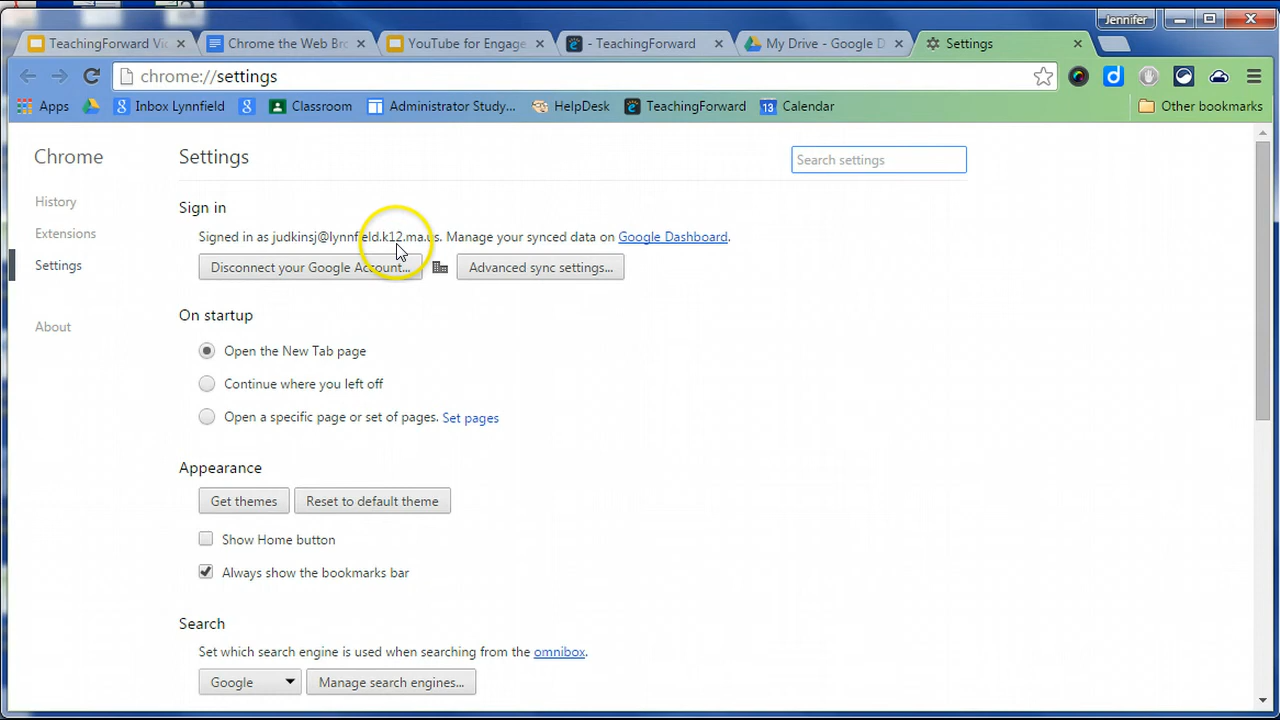 Jennifer
TeachingForward Vid
Chrome the Web Bro
YouTube for Engage
- TeachingForward
My Drive - Google D
Settings
chrome://settings
Apps
Inbox Lynnfield
Classroom
Administrator Study...
HelpDesk
TeachingForward
13 Calendar
Other bookmarks
Chrome
Settings
Search settings
History
Extensions
Settings
About
Sign in
Signed in as judkinsj@lynnfield.k12.ma.us. Manage your synced data on Google Dashboard.
Disconnect your Google Account...
Advanced sync settings...
On startup
Open the New Tab page
Continue where you left off
Open a specific page or set of pages. Set pages
Appearance
Get themes
Reset to default theme
Show Home button
Always show the bookmarks bar
Search
Set which search engine is used when searching from the omnibox.
Google
Manage search engines...